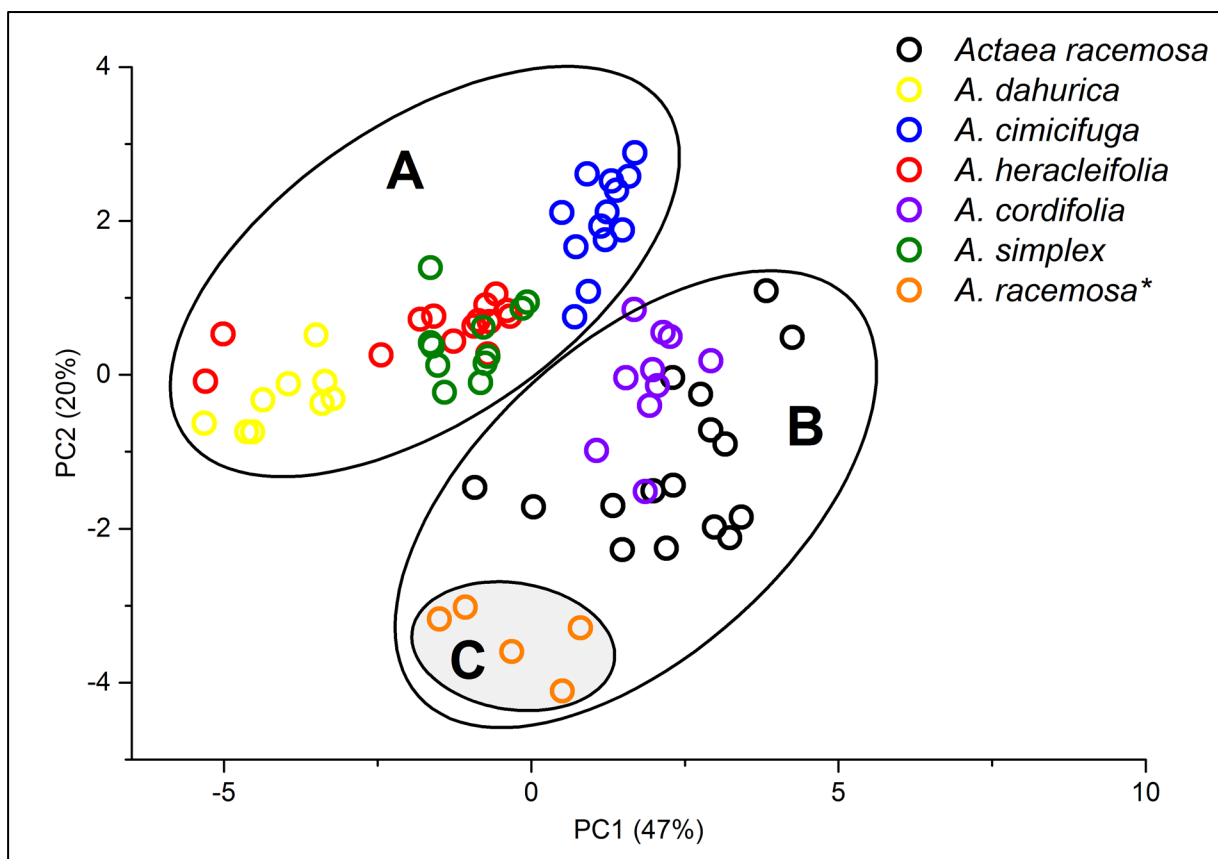 Actaea racemosa
A. dahurica
A. cimicifuga
A. heracleifolia
A. cordifolia
A. simplex
A. racemosa*
A
B
C
4
2
0
-2
-4
PC2 (20%)
-5
0
5
10
PC1 (47%)